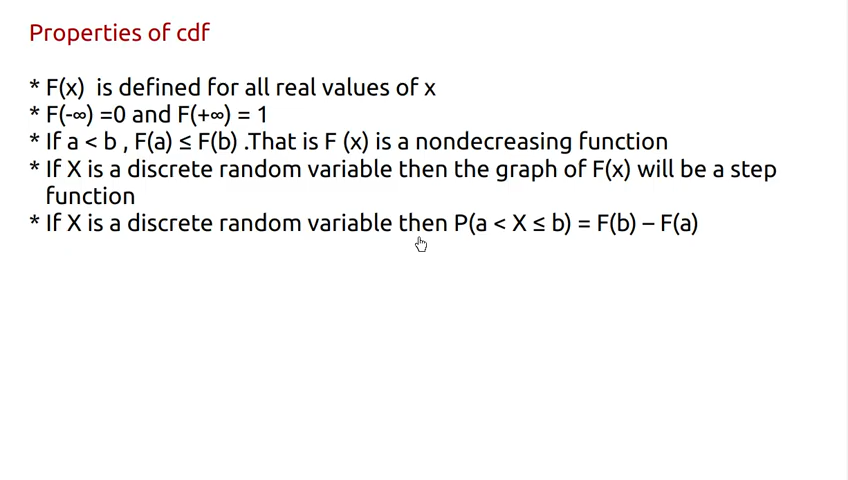 Properties of cdf
* F(x)  is defined for all real values of x
* F(-∞) =0 and F(+∞) = 1
* If a < b , F(a) ≤ F(b) .That is F (x) is a nondecreasing function
* If X is a discrete random variable then the graph of F(x) will be a step
function
* If X is a discrete random variable then P(a < X ≤ b) = F(b) – F(a)